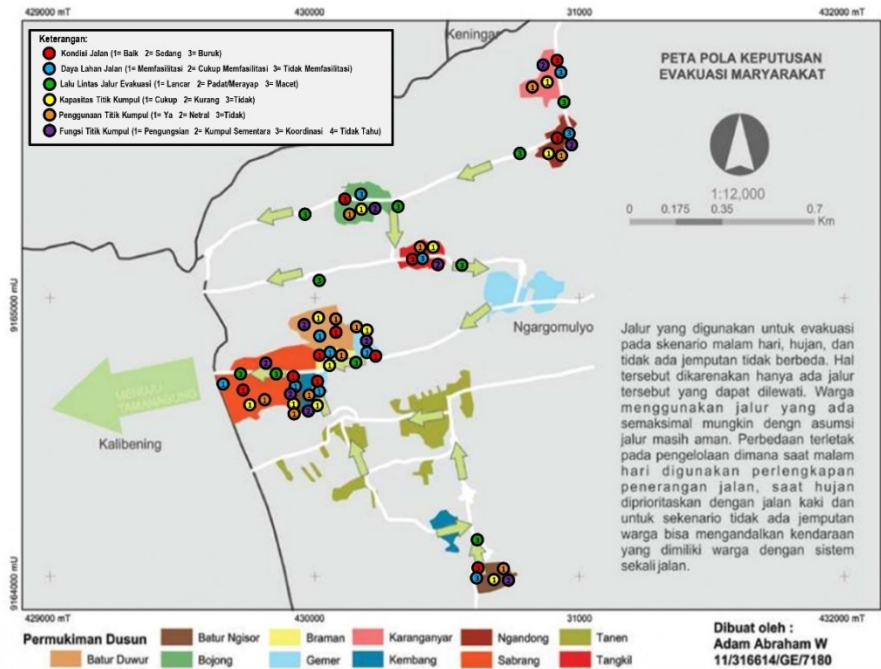 429000 mT
430000
31000
432000 mT
Keterangan:
Kondisi Jalan (1= Baik 2= Sedang 3= Buruk)
Daya Lahan Jalan (1= Memfasilitasi 2= Cukup Memfasilitasi 3= Tidak Memfasilitasi)
Lalu Lintas Jalur Evakuasi (1= Lancar 2= Padat/Merayap 3= Macet)
Kapasitas Titik Kumpul (1= Cukup 2= Kurang 3=Tidak)
Penggunaan Titik Kumpul (1= Ya 2= Netral 3=Tidak)
Fungsi Titik Kumpul (1= Pengungsian 2= Kumpul Sementara 3= Koordinasi 4= Tidak Tahu)
Keningar
PETA POLA KEPUTUSAN
EVAKUASI MARYARAKAT
1:12,000
0 0.175 0.35 0.7
Km
9165000 mU
Ngargomulyo
MENUJU
TAMANAGUNG
Kalibening
Jalur yang digunakan untuk evakuasi
pada skenario malam hari, hujan, dan
tidak ada jemputan tidak berbeda. Hal
tersebut dikarenakan hanya ada jalur
tersebut yang dapat dilewati. Warga
menggunakan jalur yang ada
semaksimal mungkin dengn asumsi
jalur masih aman. Perbedaan terletak
pada pengelolaan dimana saat malam
hari digunakan perlengkapan
penerangan jalan, saat hujan
diprioritaskan dengan jalan kaki dan
untuk sekenario tidak ada jemputan
warga bisa mengandalkan kendaraan
yang dimiliki warga dengan sistem
sekali jalan.
9164000 mU
429000 mT
430000
31000
432000 mT
Permukiman Dusun
Batur Ngisor
Braman
Karanganyar
Ngandong
Tanen
Batur Duwur
Bojong
Gemer
Kembang
Sabrang
Tangkil
Dibuat oleh :
Adam Abraham W
11/316614/GE/7180